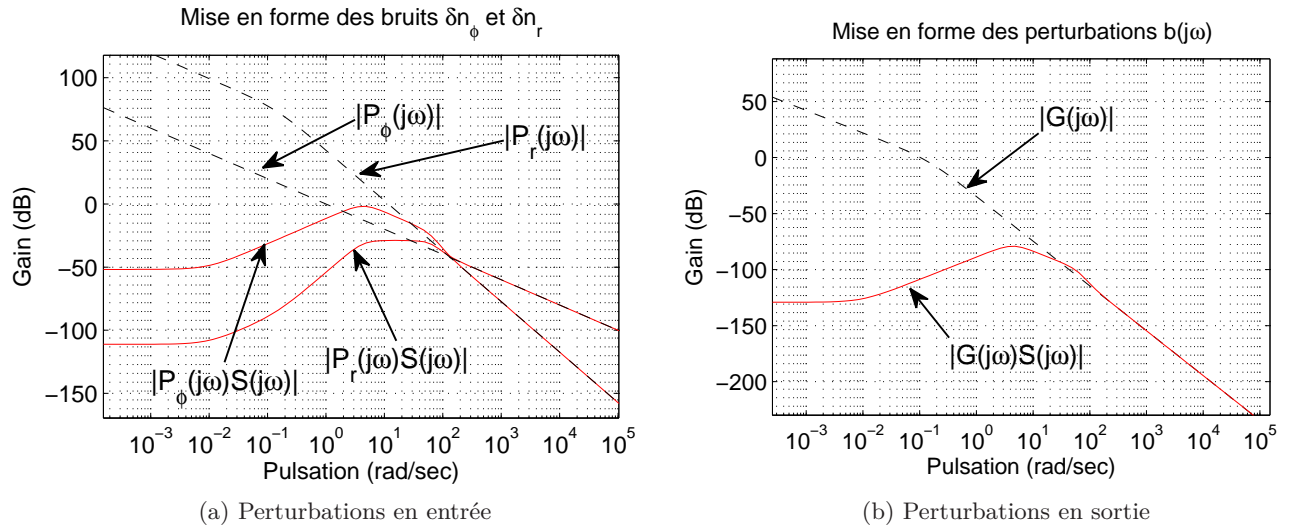 Mise en forme des bruits δn_ϕ et δn_r
Gain (dB)
100
50
0
−50
−100
−150
|P_ϕ(jω)|
|P_r(jω)|
|P_ϕ(jω)S(jω)|
|P_r(jω)S(jω)|
10^−3 10^−2 10^−1 10^0 10^1 10^2 10^3 10^4 10^5
Pulsation (rad/sec)
(a) Perturbations en entrée
Mise en forme des perturbations b(jω)
Gain (dB)
50
0
−50
−100
−150
−200
|G(jω)|
|G(jω)S(jω)|
10^−3 10^−2 10^−1 10^0 10^1 10^2 10^3 10^4 10^5
Pulsation (rad/sec)
(b) Perturbations en sortie